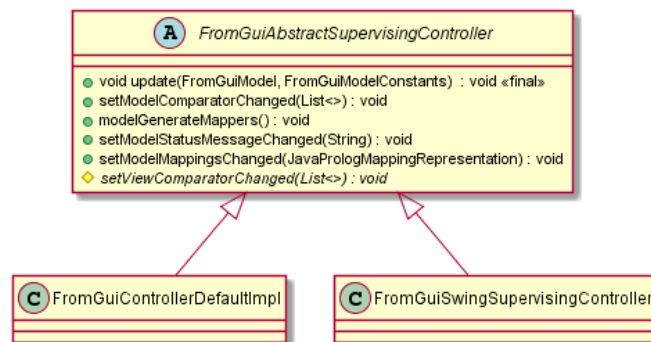 A FromGuiAbstractSupervisingController
void update(FromGuiModel, FromGuiModelConstants) : void «final»
setModelComparatorChanged(List<>) : void
modelGenerateMappers() : void
setModelStatusMessageChanged(String) : void
setModelMappingsChanged(JavaPrologMappingRepresentation) : void
setViewComparatorChanged(List<>) : void
C FromGuiControllerDefaultImpl
C FromGuiSwingSupervisingController